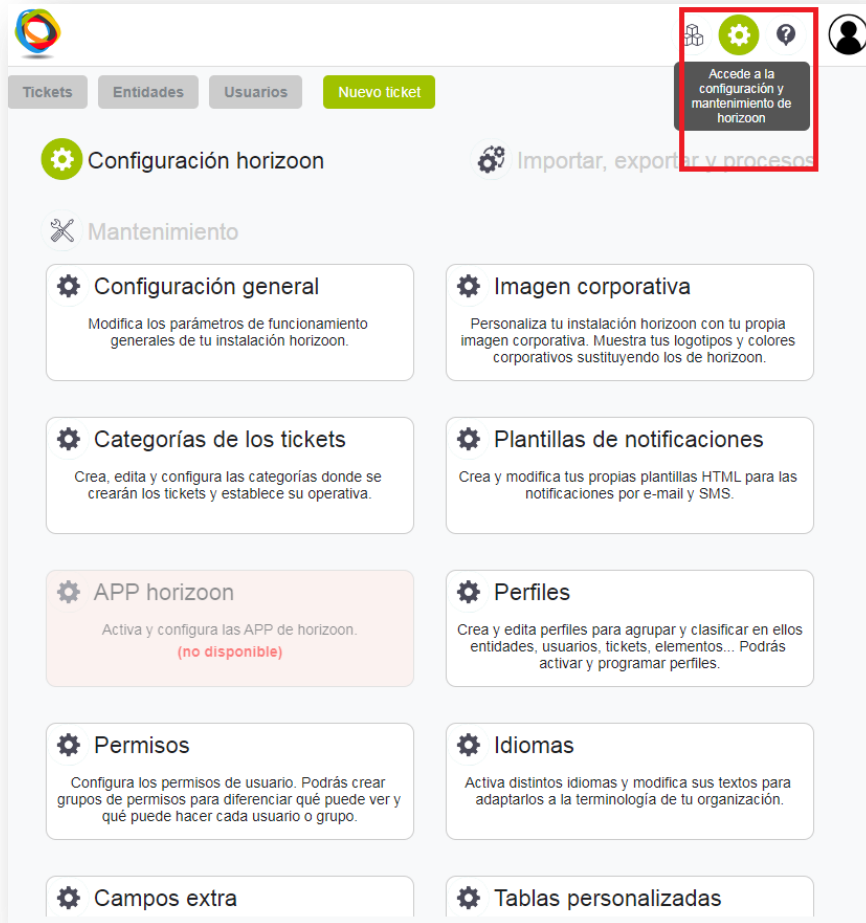 Tickets
Entidades
Usuarios
Nuevo ticket
Accede a la
configuración y
mantenimiento de
horizoon
Configuración horizoon
Importar, exportar y procesos
Mantenimiento
Configuración general
Modifica los parámetros de funcionamiento
generales de tu instalación horizoon.
Imagen corporativa
Personaliza tu instalación horizoon con tu propia
imagen corporativa. Muestra tus logotipos y colores
corporativos sustituyendo los de horizoon.
Categorías de los tickets
Crea, edita y configura las categorías donde se
crearán los tickets y establece su operativa.
Plantillas de notificaciones
Crea y modifica tus propias plantillas HTML para las
notificaciones por e-mail y SMS.
APP horizoon
Activa y configura las APP de horizoon.
(no disponible)
Perfiles
Crea y edita perfiles para agrupar y clasificar en ellos
entidades, usuarios, tickets, elementos... Podrás
activar y programar perfiles.
Permisos
Configura los permisos de usuario. Podrás crear
grupos de permisos para diferenciar qué puede ver y
qué puede hacer cada usuario o grupo.
Idiomas
Activa distintos idiomas y modifica sus textos para
adaptarlos a la terminología de tu organización.
Campos extra
Tablas personalizadas